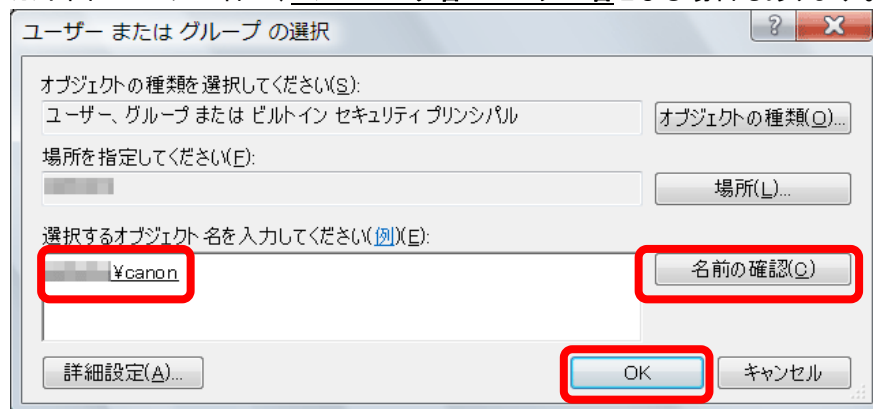 ユーザー または グループ の選択
オブジェクトの種類を選択してください(S):
ユーザー、グループ または ビルトイン セキュリティ プリンシパル
オブジェクトの種類(O)...
場所を指定してください(F):
場所(L)...
選択するオブジェクト名を入力してください(例)(E):
¥canon
名前の確認(C)
詳細設定(A)...
OK
キャンセル